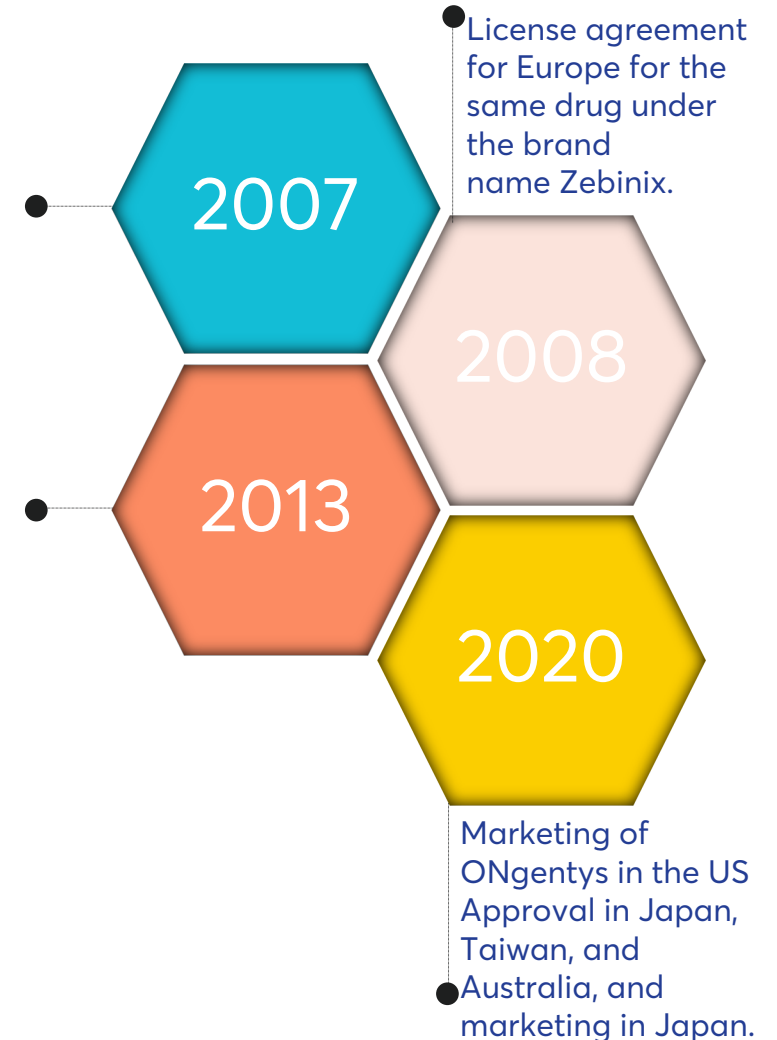 License agreement
for Europe for the
same drug under
the brand
name Zebinix.
2007
2008
2013
2020
Marketing of
ONgentys in the US
Approval in Japan,
Taiwan, and
Australia, and
marketing in Japan.